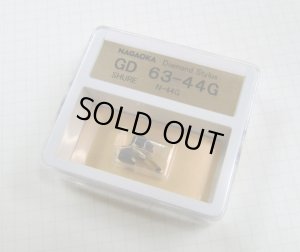 NAGAOKA Diamond Stylus
GD 63-44G
SHURE N-44G
SOLD OUT